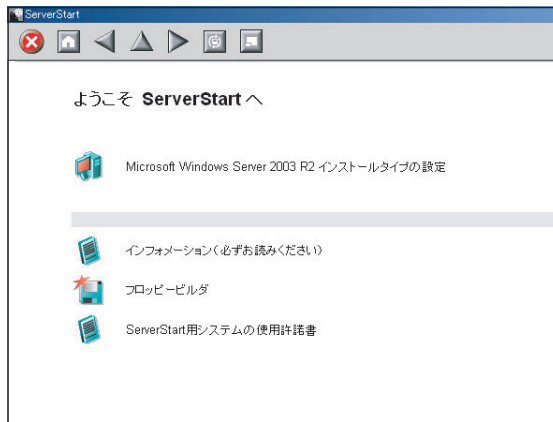 ServerStart
ようこそ ServerStart へ
Microsoft Windows Server 2003 R2 インストールタイプの設定
インフォメーション(必ずお読みください)
フロッピービルダ
ServerStart用システムの使用許諾書